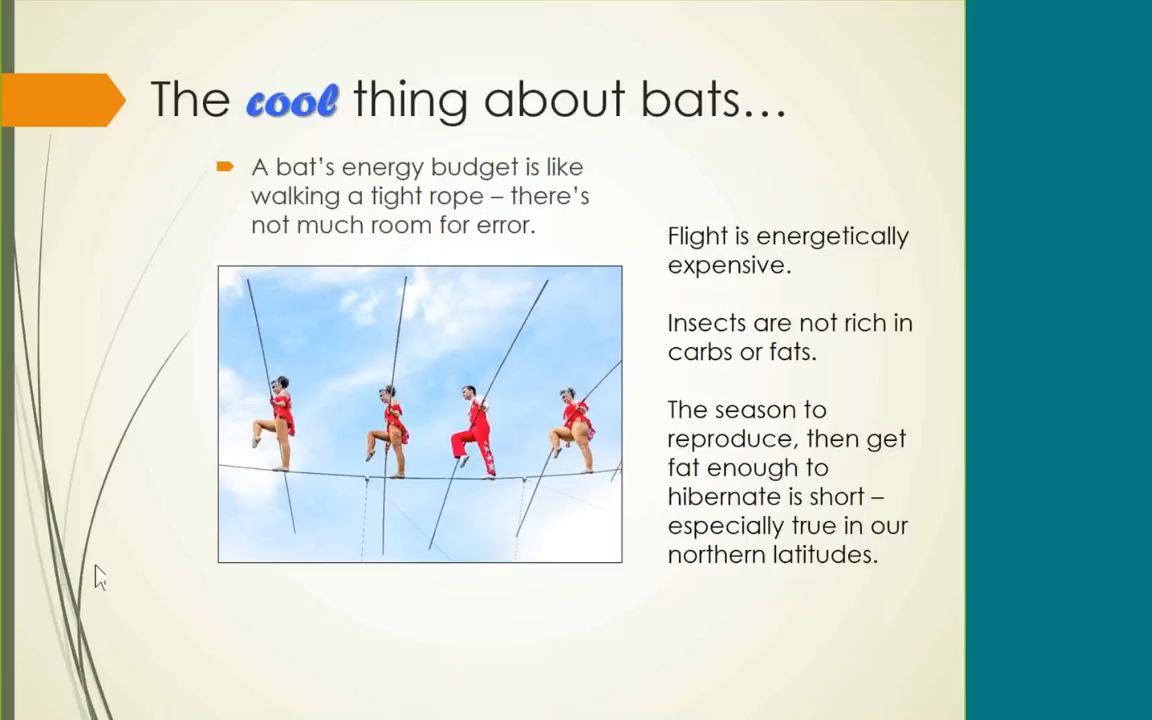 The cool thing about bats…
A bat's energy budget is like
walking a tight rope – there's
not much room for error.
Flight is energetically
expensive.
Insects are not rich in
carbs or fats.
The season to
reproduce, then get
fat enough to
hibernate is short –
especially true in our
northern latitudes.